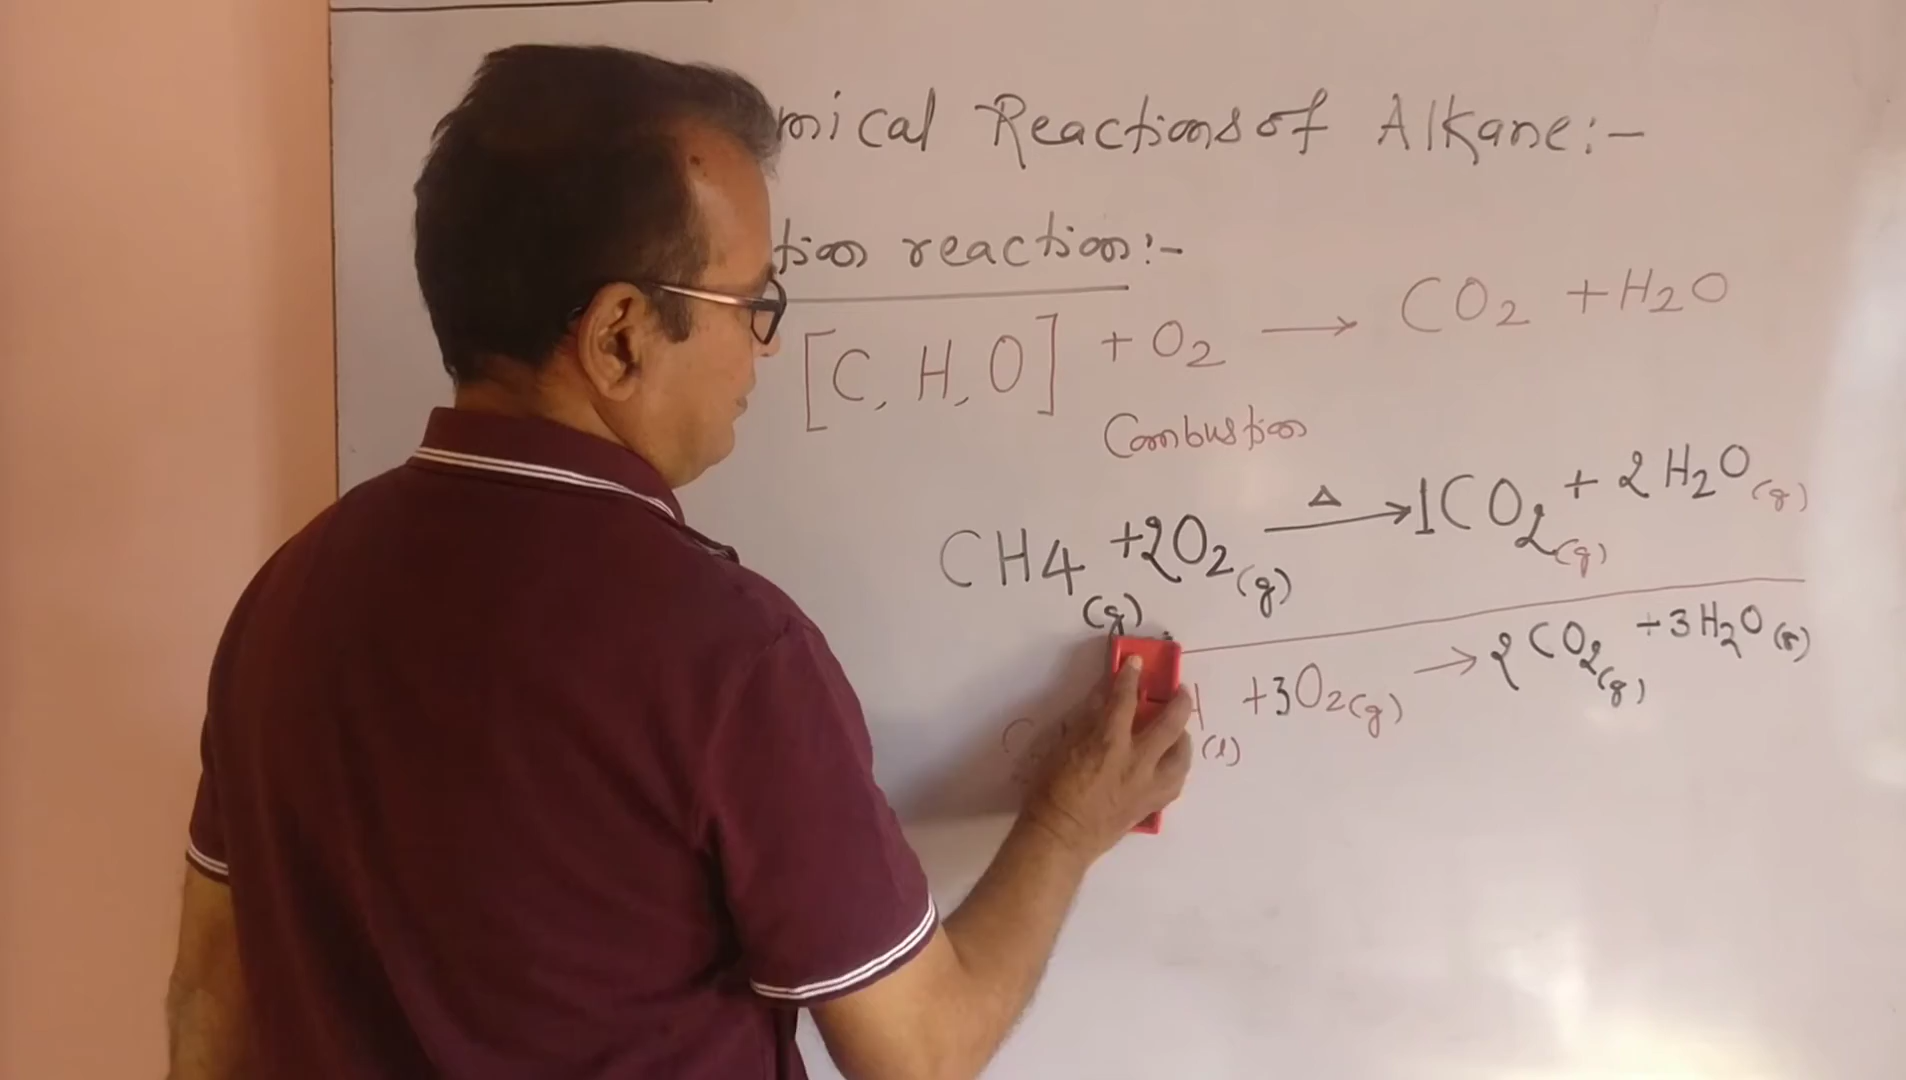 mical Reactions of Alkane:-
tion reaction:-
[C, H, O] + O2 → CO2 + H2O
Combustion
CH4(g) + 2O2(g) Δ→ 1CO2(g) + 2H2O(g)
H(l) + 3O2(g) → 2CO2(g) + 3H2O